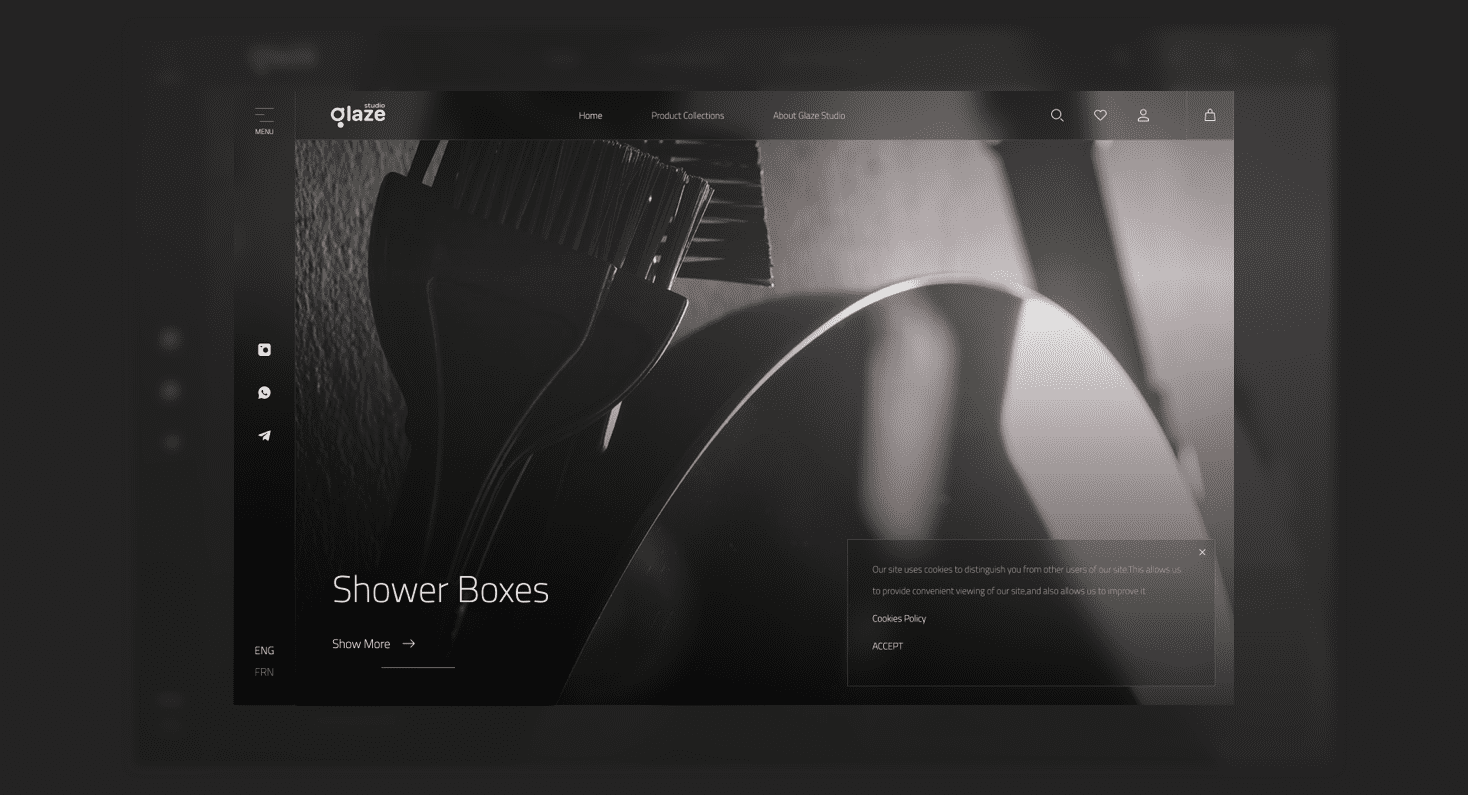 MENU
studio
glaze
Home
Product Collections
About Glaze Studio
Shower Boxes
Show More
ENG
FRN
Our site uses cookies to distinguish you from other users of our site.This allows us
to provide convenient viewing of our site,and also allows us to improve it
Cookies Policy
ACCEPT